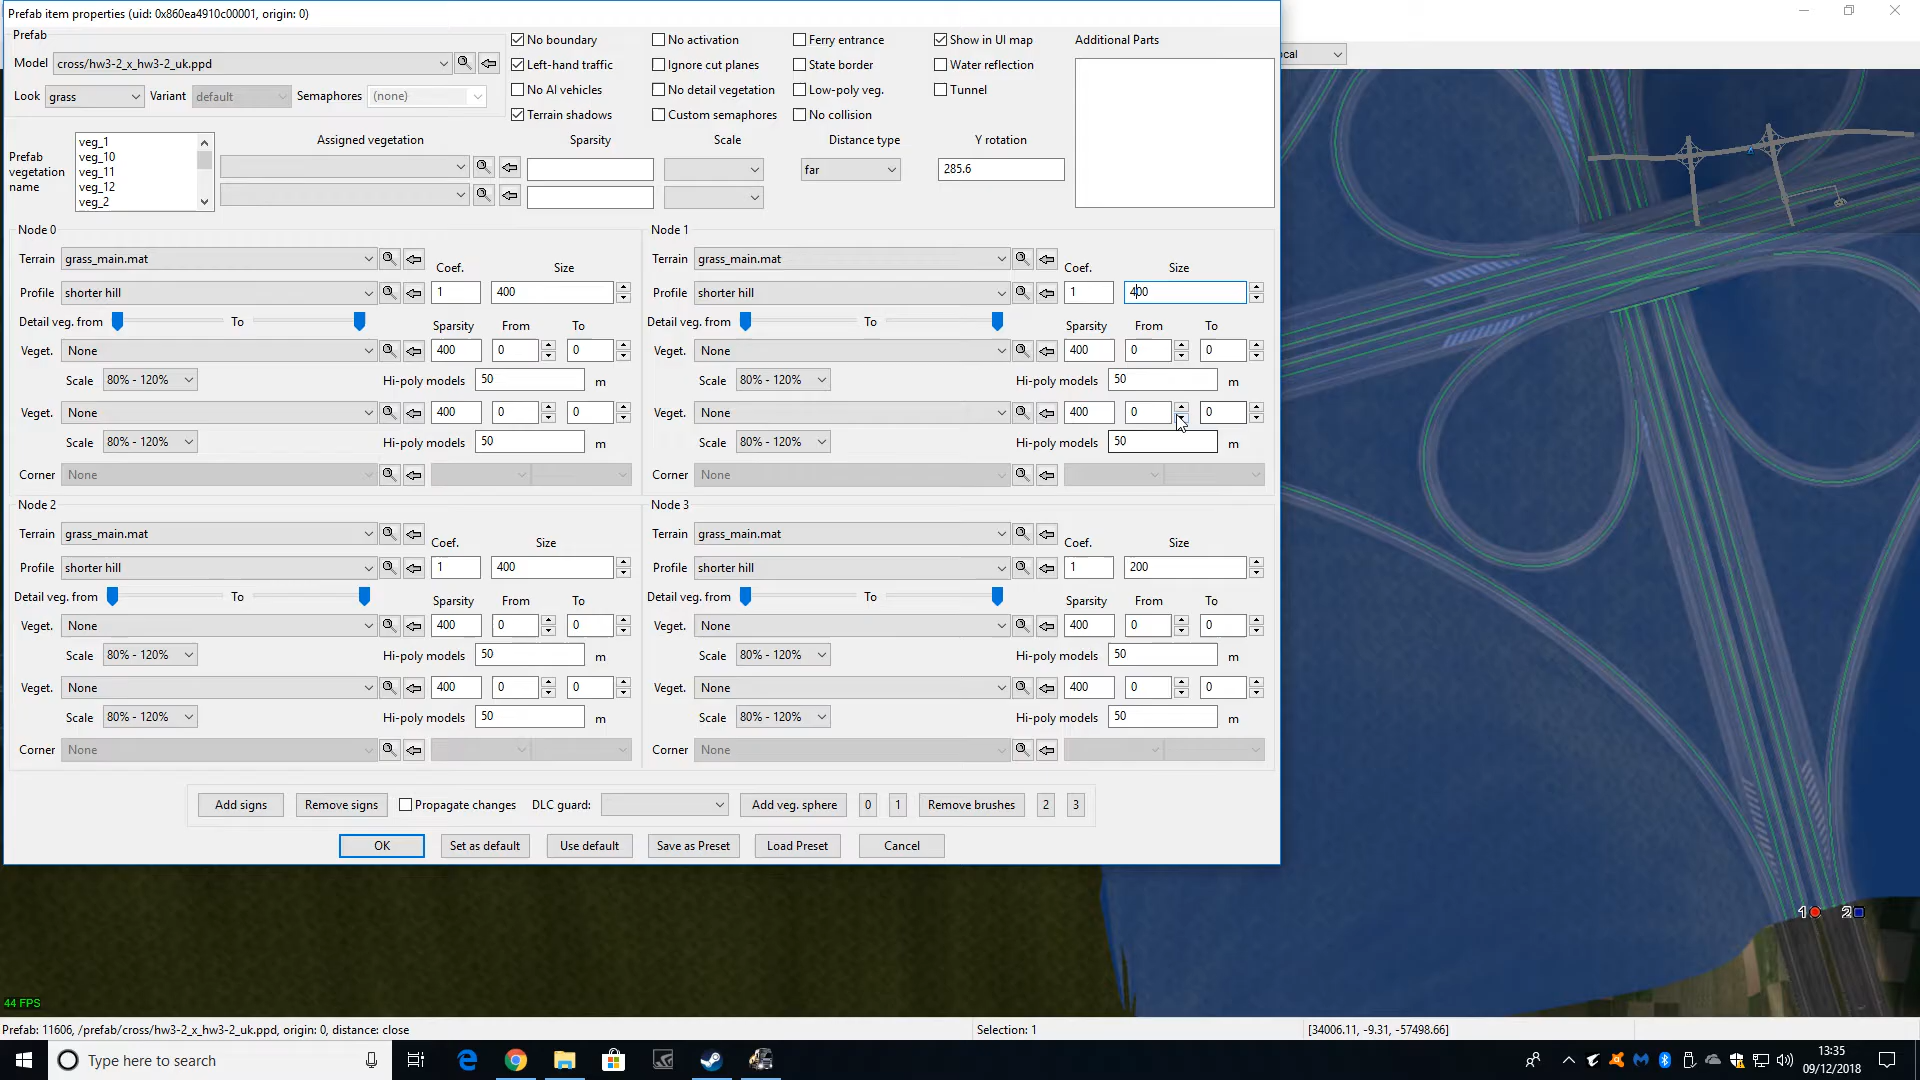 Prefab item properties (uid: 0x860ea4910c00001, origin: 0)
Prefab
Model cross/hw3-2_x_hw3-2_uk.ppd
Look grass Variant default Semaphores (none)
No boundary No activation Ferry entrance Show in UI map Additional Parts
Left-hand traffic Ignore cut planes State border Water reflection
No AI vehicles No detail vegetation Low-poly veg. Tunnel
Terrain shadows Custom semaphores No collision
Prefab vegetation name
veg_1
veg_10
veg_11
veg_12
veg_2
Assigned vegetation Sparsity Scale Distance type Y rotation
far 285.6
Node 0
Terrain grass_main.mat Coef. Size
Profile shorter hill 1 400
Detail veg. from To Sparsity From To
Veget. None 400 0 0
Scale 80% - 120% Hi-poly models 50 m
Veget. None 400 0 0
Scale 80% - 120% Hi-poly models 50 m
Corner None
Node 1
Terrain grass_main.mat Coef. Size
Profile shorter hill 1 400
Detail veg. from To Sparsity From To
Veget. None 400 0 0
Scale 80% - 120% Hi-poly models 50 m
Veget. None 400 0 0
Scale 80% - 120% Hi-poly models 50 m
Corner None
Node 2
Terrain grass_main.mat Coef. Size
Profile shorter hill 1 400
Detail veg. from To Sparsity From To
Veget. None 400 0 0
Scale 80% - 120% Hi-poly models 50 m
Veget. None 400 0 0
Scale 80% - 120% Hi-poly models 50 m
Corner None
Node 3
Terrain grass_main.mat Coef. Size
Profile shorter hill 1 200
Detail veg. from To Sparsity From To
Veget. None 400 0 0
Scale 80% - 120% Hi-poly models 50 m
Veget. None 400 0 0
Scale 80% - 120% Hi-poly models 50 m
Corner None
Add signs Remove signs Propagate changes DLC guard: Add veg. sphere 0 1 Remove brushes 2 3
OK Set as default Use default Save as Preset Load Preset Cancel
cal
1 2
44 FPS
Prefab: 11606, /prefab/cross/hw3-2_x_hw3-2_uk.ppd, origin: 0, distance: close Selection: 1 [34006.11, -9.31, -57498.66]
Type here to search
13:35
09/12/2018